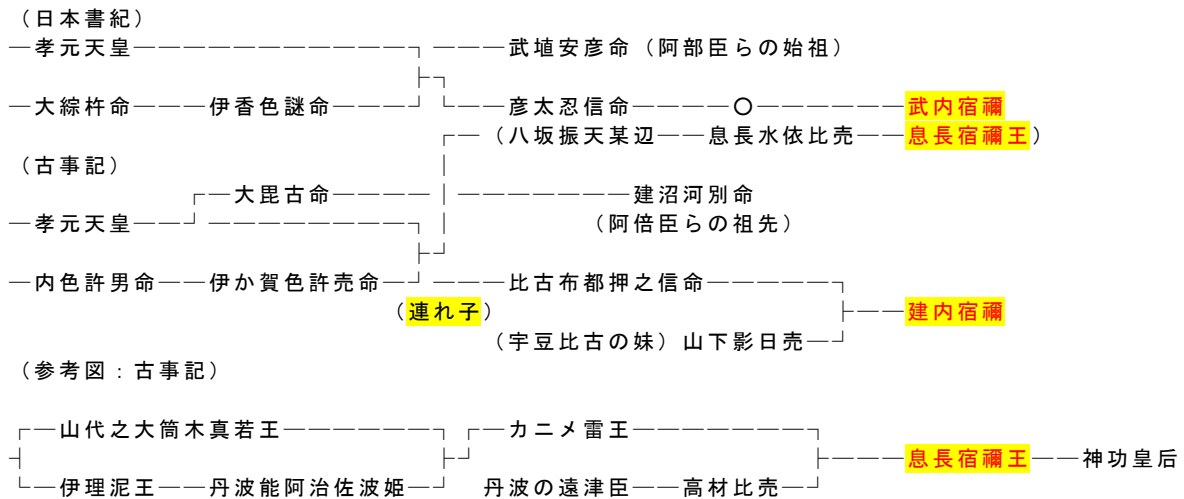 （日本書紀）
―孝元天皇――――――――――┐―――武埴安彦命（阿部臣らの始祖）
├┐
―大綜杵命――伊香色謎命―――┘└―彦太忍信命――――〇―――――――武内宿禰
┌―（八坂振天某辺――息長水依比売――息長宿禰王）
（古事記）｜
┌―大毘古命――――｜―――――――建沼河別命
―孝元天皇―┘――――――――┐｜（阿倍臣らの祖先）
├┘
―内色許男命――伊か賀色許売命―┘―――比古布都押之信命―――――┐
（連れ子）├――建内宿禰
（宇豆比古の妹）山下影日売―┘
（参考図：古事記）
┌―山代之大筒木真若王――――――┐┌―カニメ雷王―――――――┐
┤├┘├―――息長宿禰王――神功皇后
└―伊理泥王――丹波能阿治佐波姫―┘丹波の遠津臣――高材比売―┘